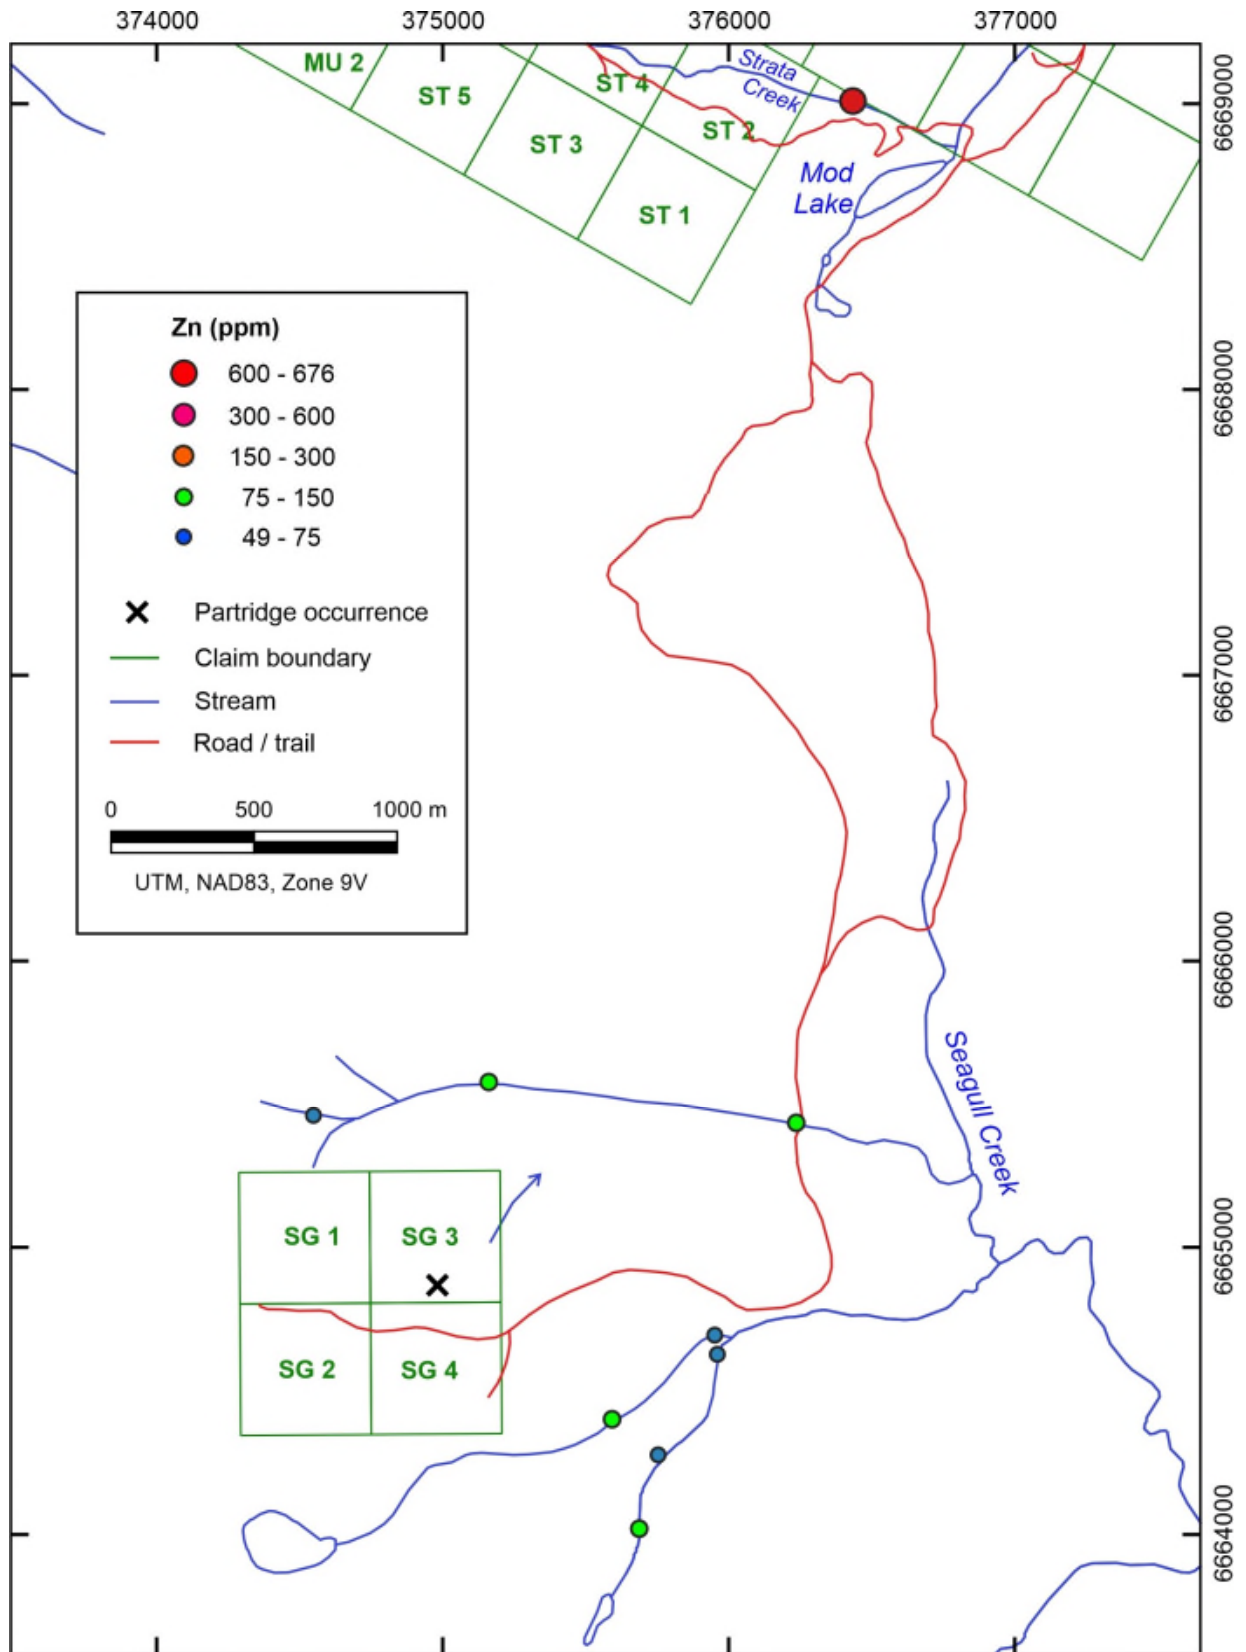 374000
375000
376000
377000
MU 2
ST 5
ST 4
Strata
Creek
6669000
ST 3
ST 2
ST 1
Mod
Lake
Zn (ppm)
600 - 676
300 - 600
150 - 300
75 - 150
49 - 75
Partridge occurrence
Claim boundary
Stream
Road / trail
0
500
1000 m
UTM, NAD83, Zone 9V
6668000
6667000
6666000
Seagull Creek
6665000
SG 1
SG 3
SG 2
SG 4
6664000